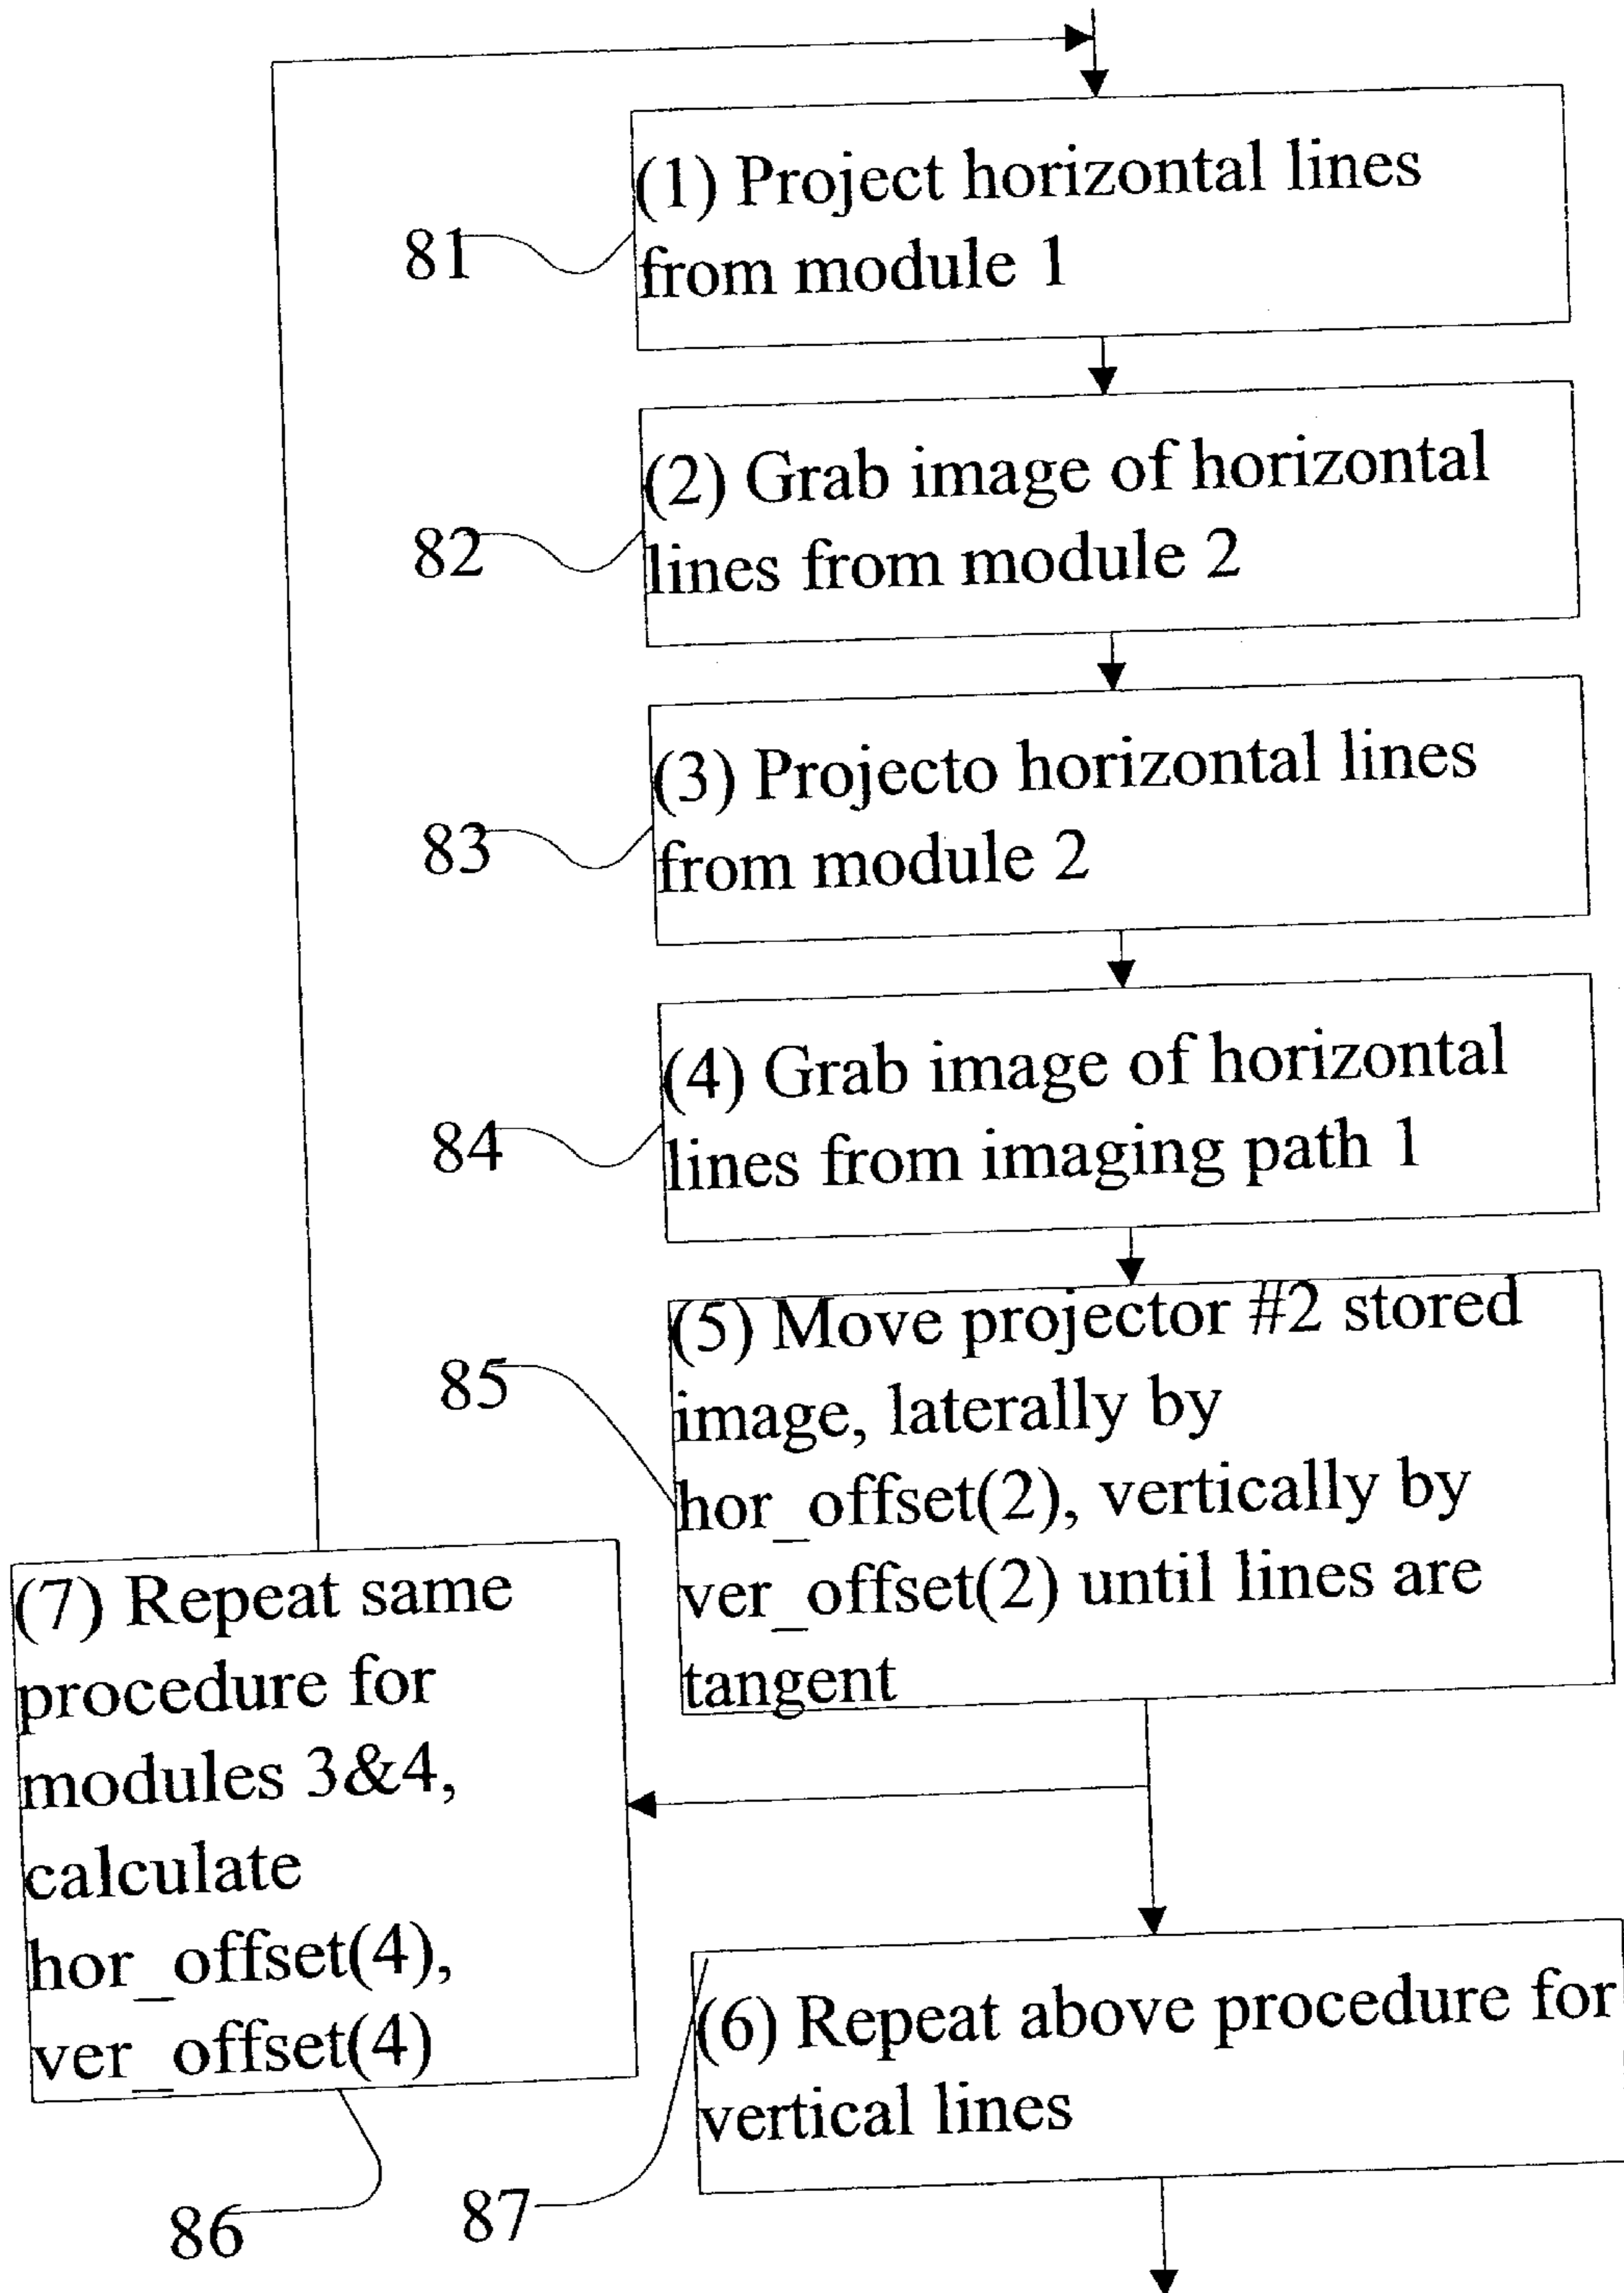 (1) Project horizontal lines
from module 1
81
(2) Grab image of horizontal
lines from module 2
82
(3) Projecto horizontal lines
from module 2
83
(4) Grab image of horizontal
lines from imaging path 1
84
(5) Move projector #2 stored
image, laterally by
hor_offset(2), vertically by
ver_offset(2) until lines are
tangent
85
(7) Repeat same
procedure for
modules 3&4,
calculate
hor_offset(4),
ver_offset(4)
86
(6) Repeat above procedure for
vertical lines
87